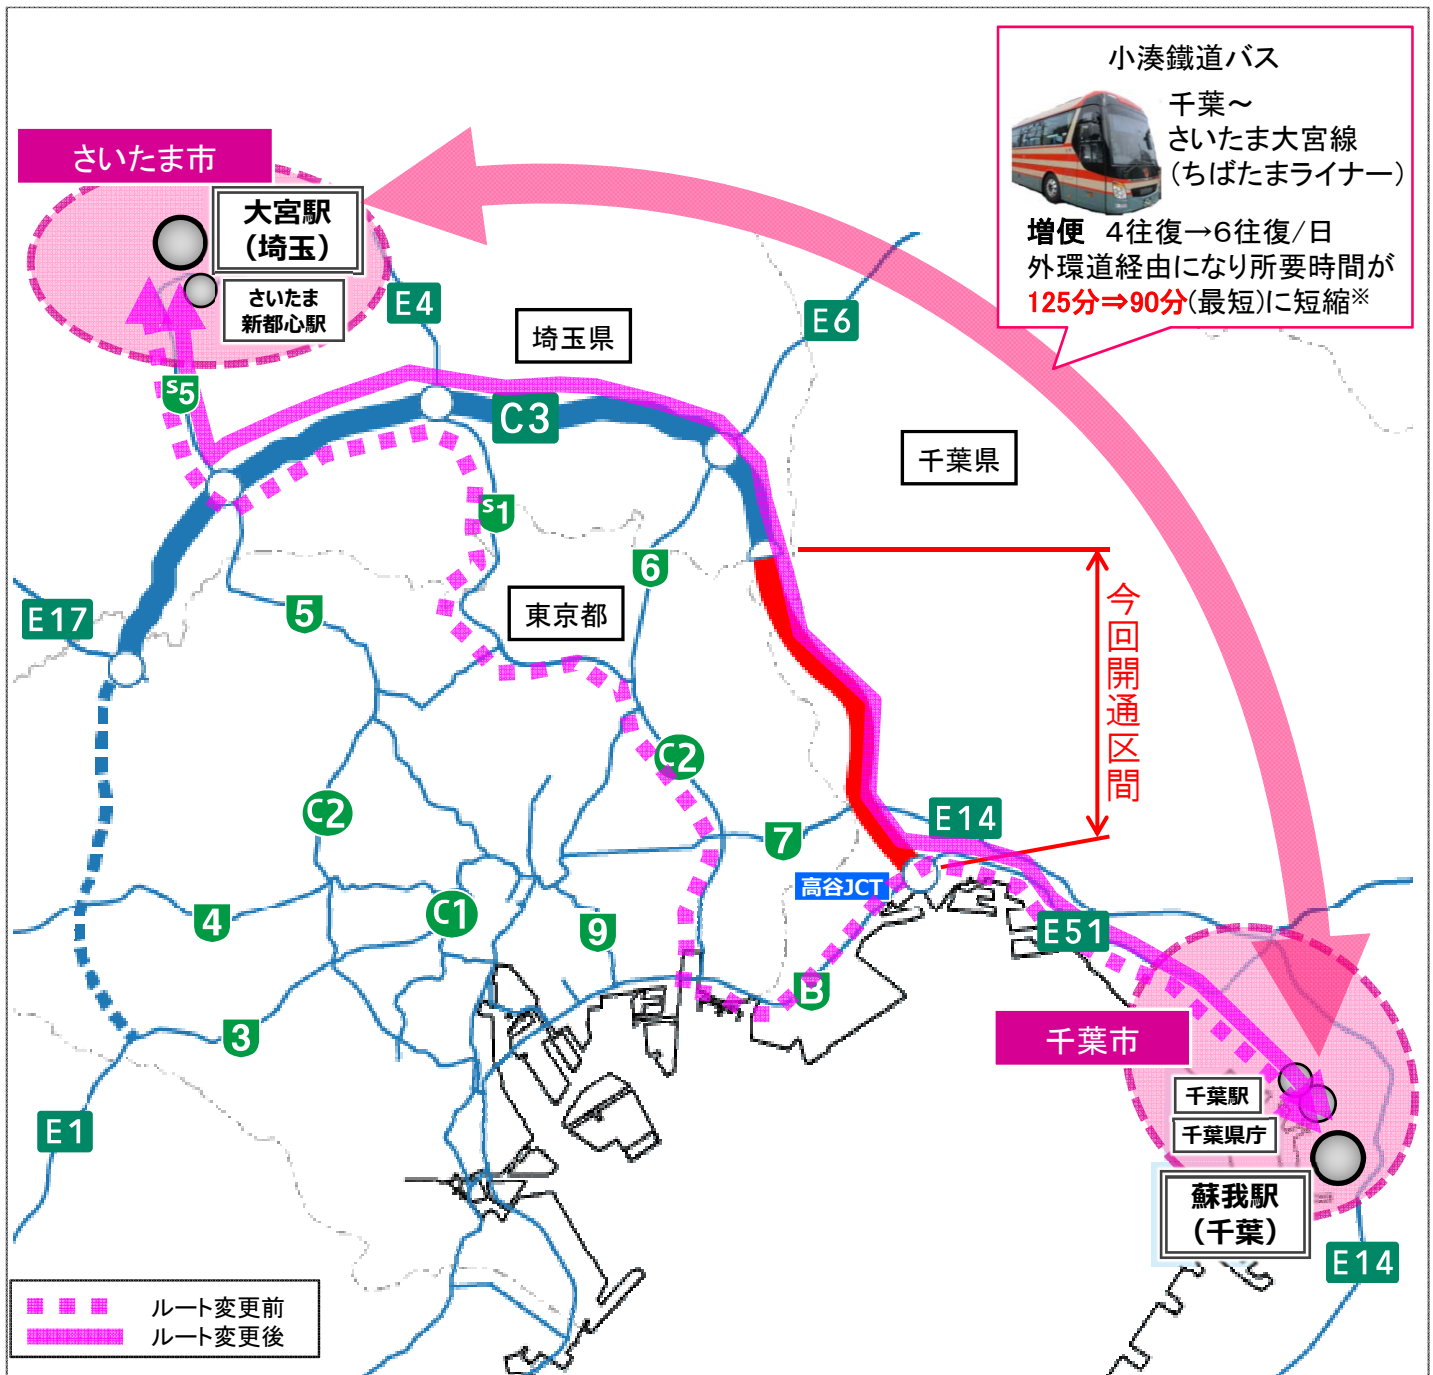 小湊鐵道バス
千葉～
さいたま大宮線
(ちばたまライナー)
増便 4往復→6往復/日
外環道経由になり所要時間が
125分⇒90分(最短)に短縮※
さいたま市
大宮駅
(埼玉)
さいたま
新都心駅
E4
埼玉県
E6
S5
C3
千葉県
S1
6
E17
5
東京都
今回開通区間
C2
C2
E14
7
高谷JCT
4
C1
9
E51
B
3
千葉市
千葉駅
E1
千葉県庁
蘇我駅
(千葉)
E14
ルート変更前
ルート変更後